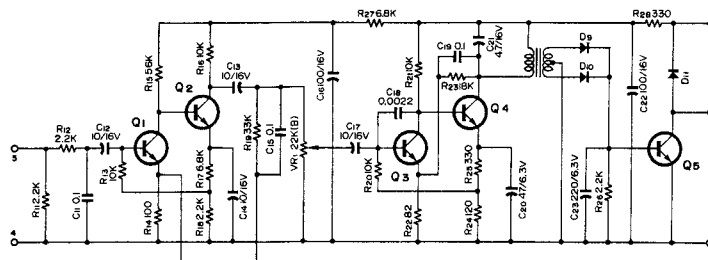 R27 6.8K
R28 330
R15 56K
R16 10K
C13
10/16V
C16 100/16V
R21 10K
C19 0.1
C21
47/16V
R23 18K
D9
D10
D11
C22 100/16V
Q2
Q1
C18
0.0022
Q4
R12
2.2K
C12
10/16V
R19 33K
C15 0.1
VR1 22K(B)
C17
10/16V
Q3
Q5
5
R11 2.2K
C11 0.1
R13
10K
R14 100
R17 6.8K
R18 2.2K
C14 10/16V
R20 10K
R22 82
R25 330
R24 120
C20 47/6.3V
C23 220/6.3V
R26 2.2K
4